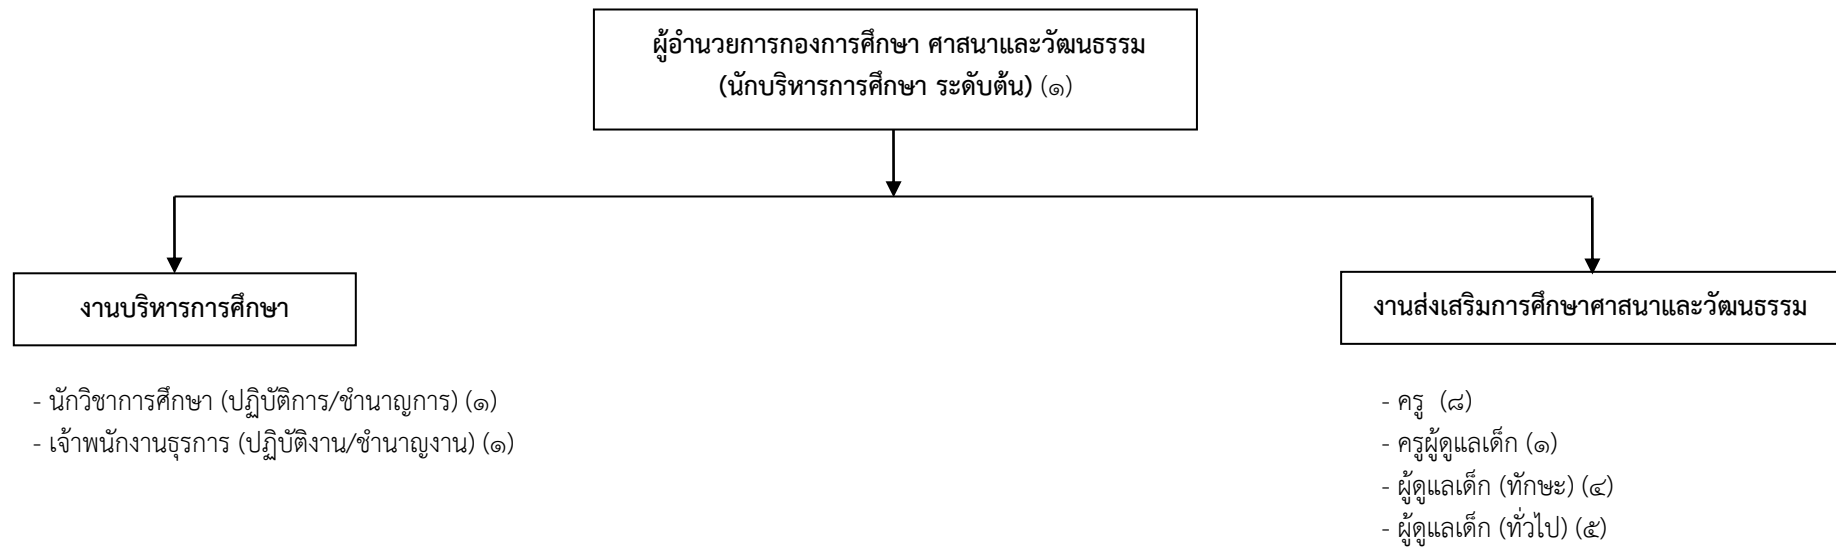 ผู้อำนวยการกองการศึกษา ศาสนาและวัฒนธรรม
(นักบริหารการศึกษา ระดับต้น) (๑)
งานบริหารการศึกษา
- นักวิชาการศึกษา (ปฏิบัติการ/ชำนาญการ) (๑)
- เจ้าพนักงานธุรการ (ปฏิบัติงาน/ชำนาญงาน) (๑)
งานส่งเสริมการศึกษาศาสนาและวัฒนธรรม
- ครู (๘)
- ครูผู้ดูแลเด็ก (๑)
- ผู้ดูแลเด็ก (ทักษะ) (๔)
- ผู้ดูแลเด็ก (ทั่วไป) (๕)